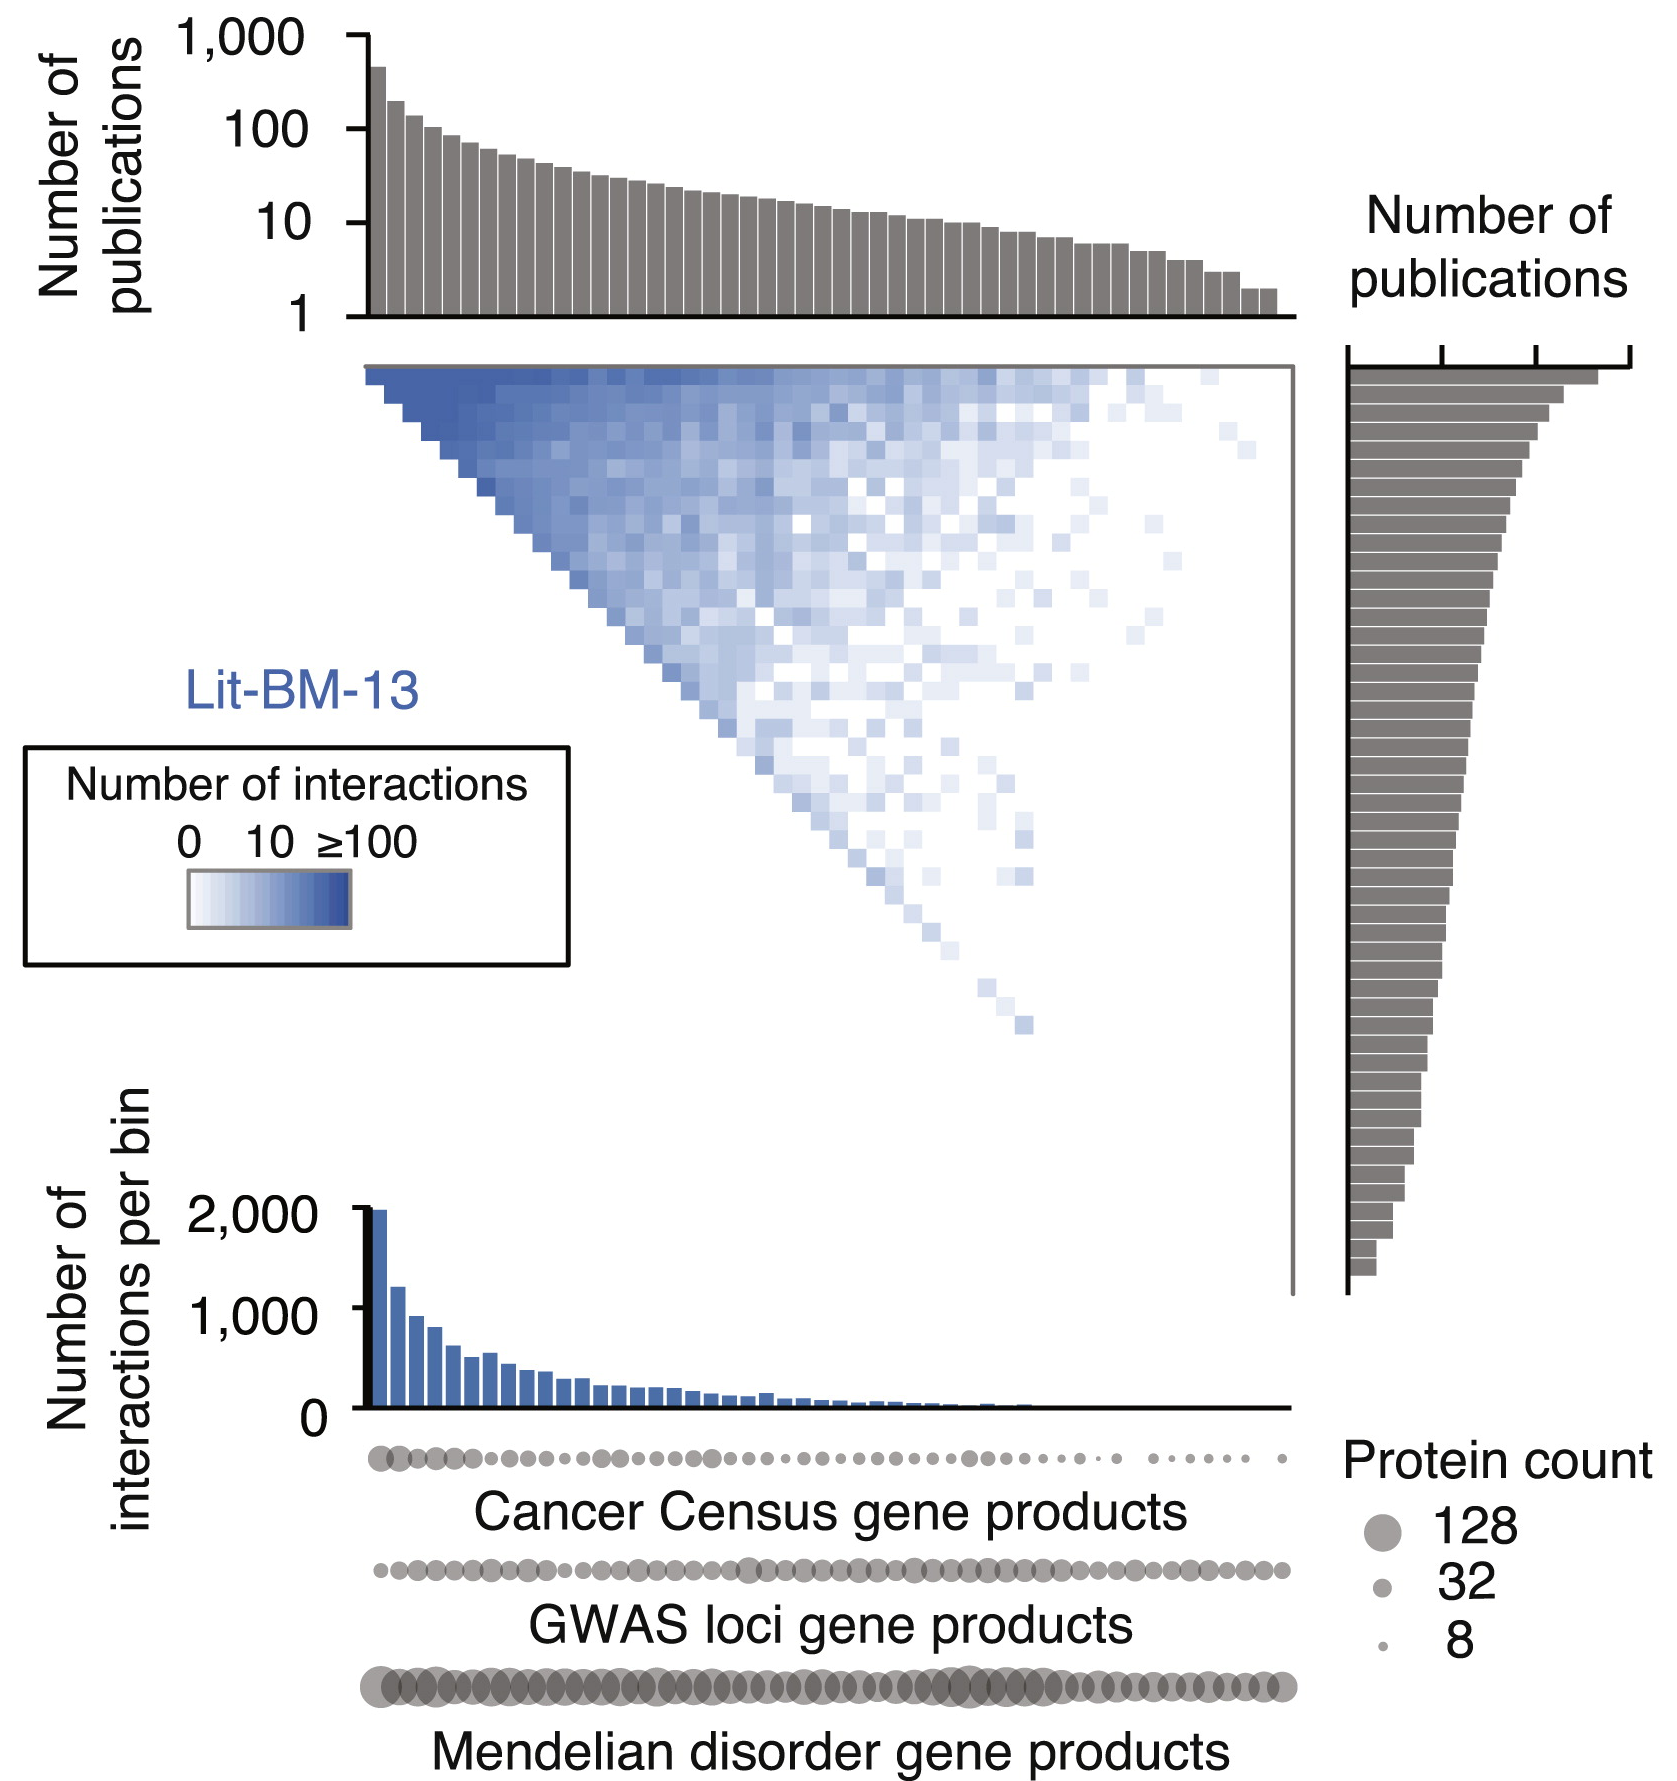 Number of
publications
1,000
100
10
1
Number of
publications
Lit-BM-13
Number of interactions
0 10 ≥100
Number of
interactions per bin
2,000
1,000
0
Cancer Census gene products
GWAS loci gene products
Mendelian disorder gene products
Protein count
128
32
8